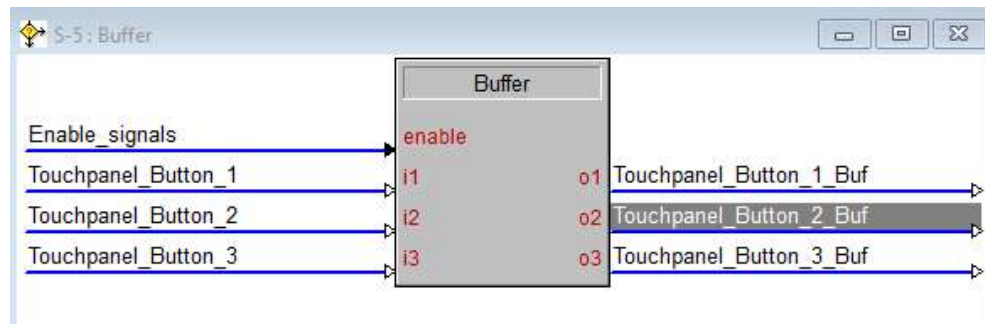 S-5 : Buffer
Buffer
Enable_signals enable
Touchpanel_Button_1 i1 o1 Touchpanel_Button_1_Buf
Touchpanel_Button_2 i2 o2 Touchpanel_Button_2_Buf
Touchpanel_Button_3 i3 o3 Touchpanel_Button_3_Buf